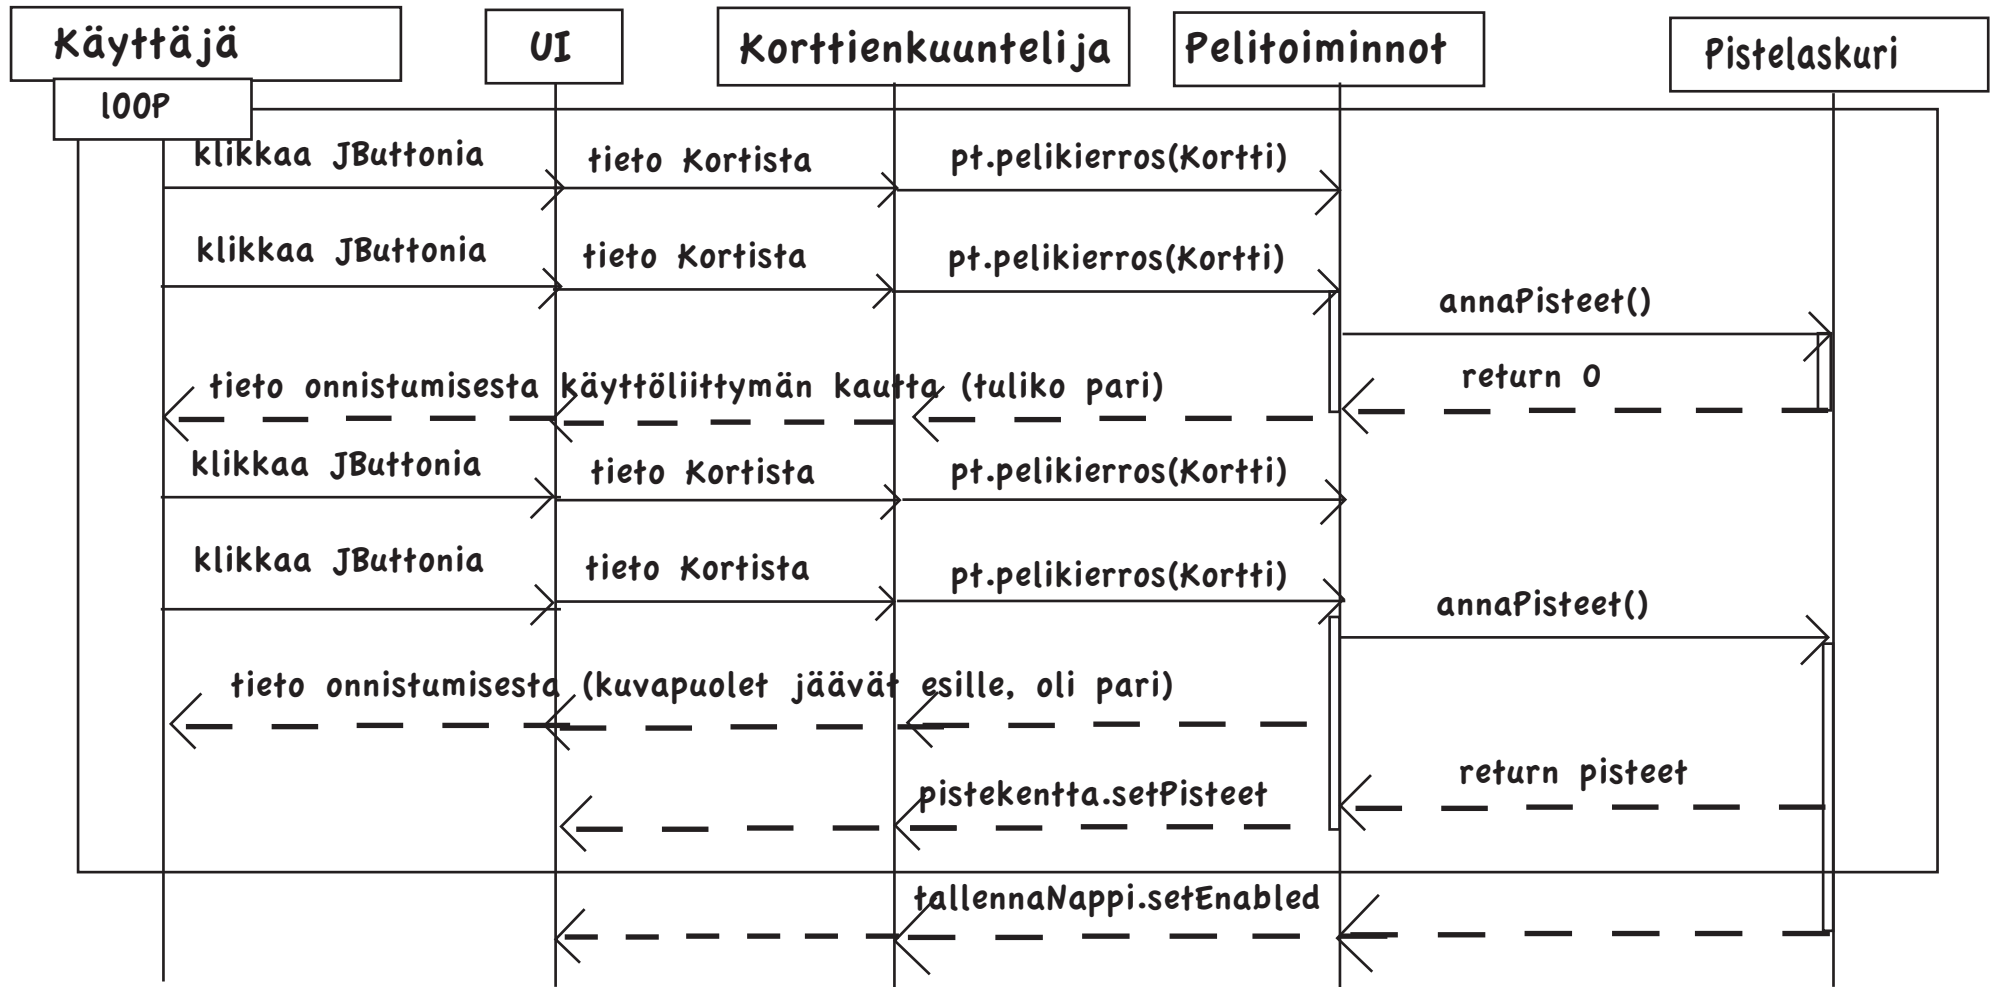 Käyttäjä
UI
Korttienkuuntelija
Pelitoiminnot
Pistelaskuri
lOOP
klikkaa JButtonia
tieto Kortista
pt.pelikierros(Kortti)
klikkaa JButtonia
tieto Kortista
pt.pelikierros(Kortti)
annaPisteet()
return 0
tieto onnistumisesta käyttöliittymän kautta (tuliko pari)
klikkaa JButtonia
tieto Kortista
pt.pelikierros(Kortti)
klikkaa JButtonia
tieto Kortista
pt.pelikierros(Kortti)
annaPisteet()
tieto onnistumisesta (kuvapuolet jäävät esille, oli pari)
return pisteet
pistekentta.setPisteet
tallennaNappi.setEnabled